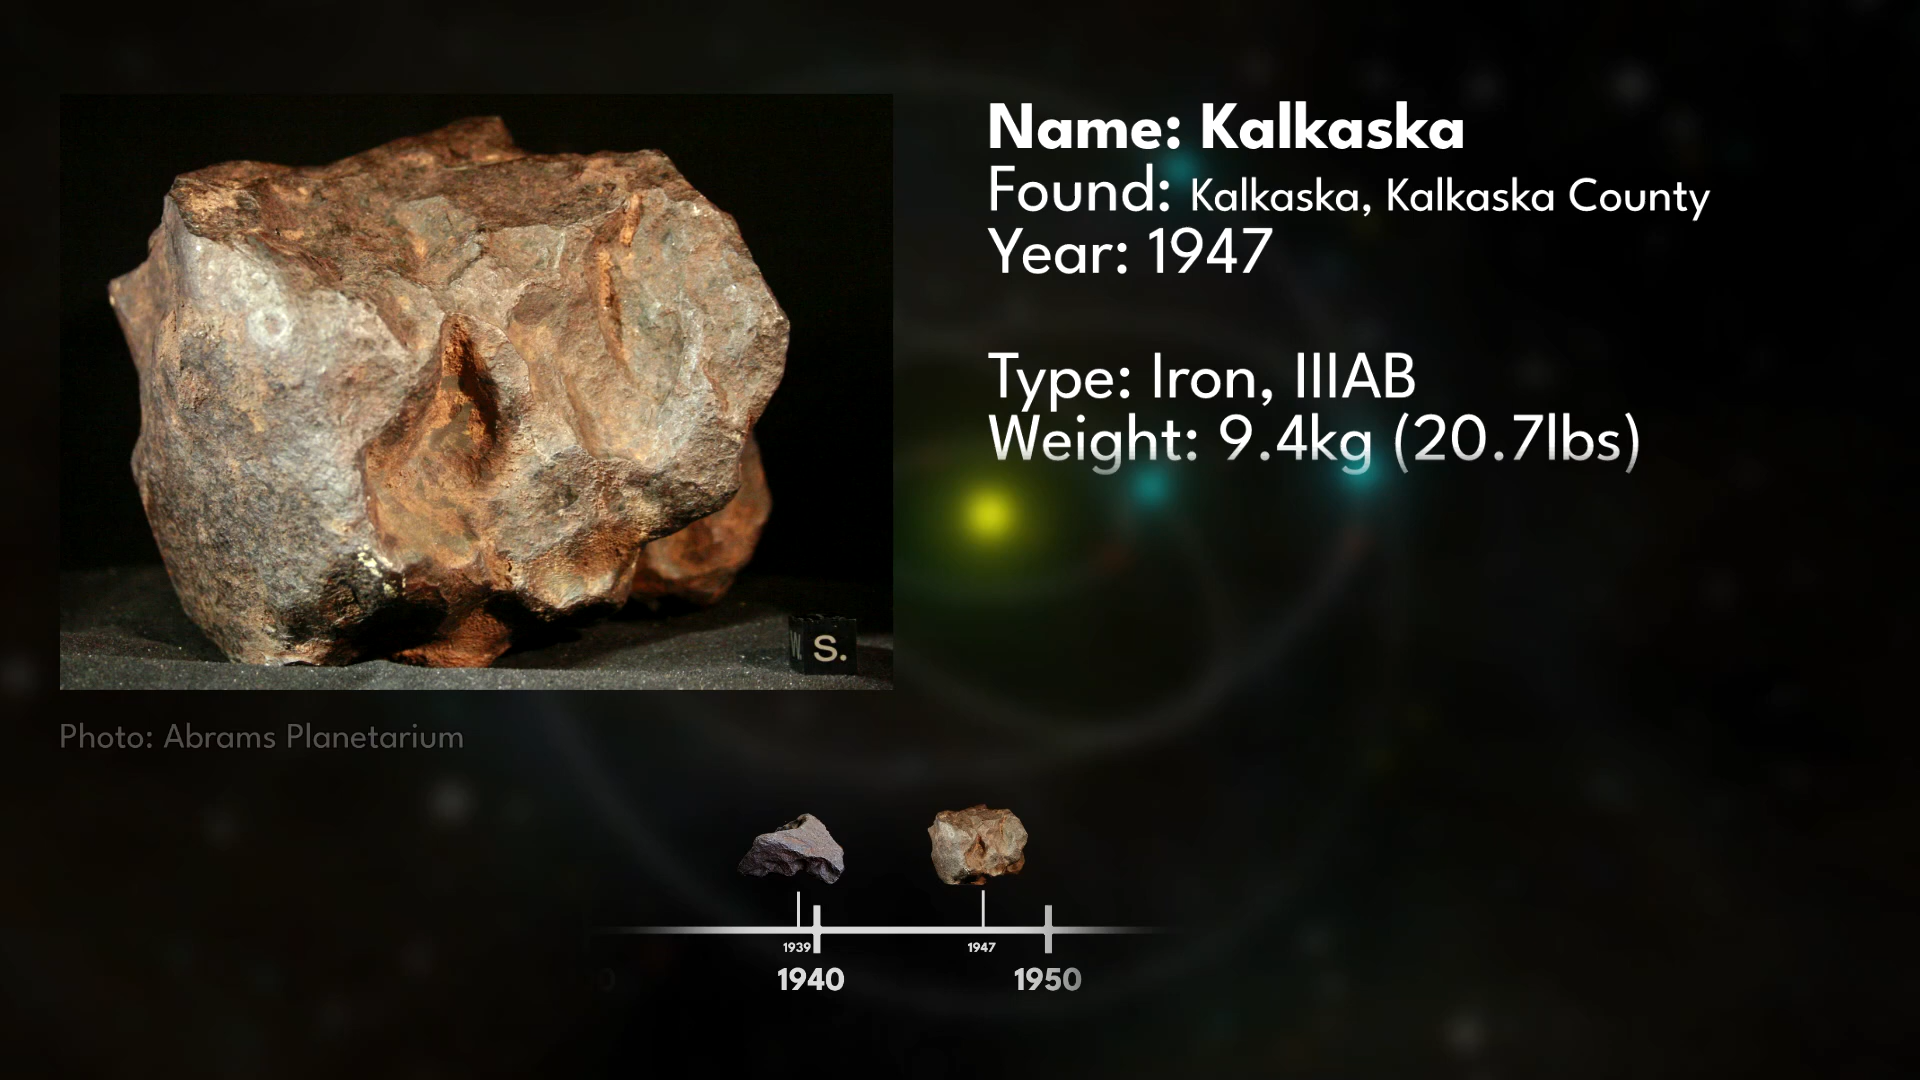 Name: Kalkaska
Found: Kalkaska, Kalkaska County
Year: 1947
Type: Iron, IIIAB
Weight: 9.4kg (20.7lbs)
S.
Photo: Abrams Planetarium
1939
1947
1940
1950